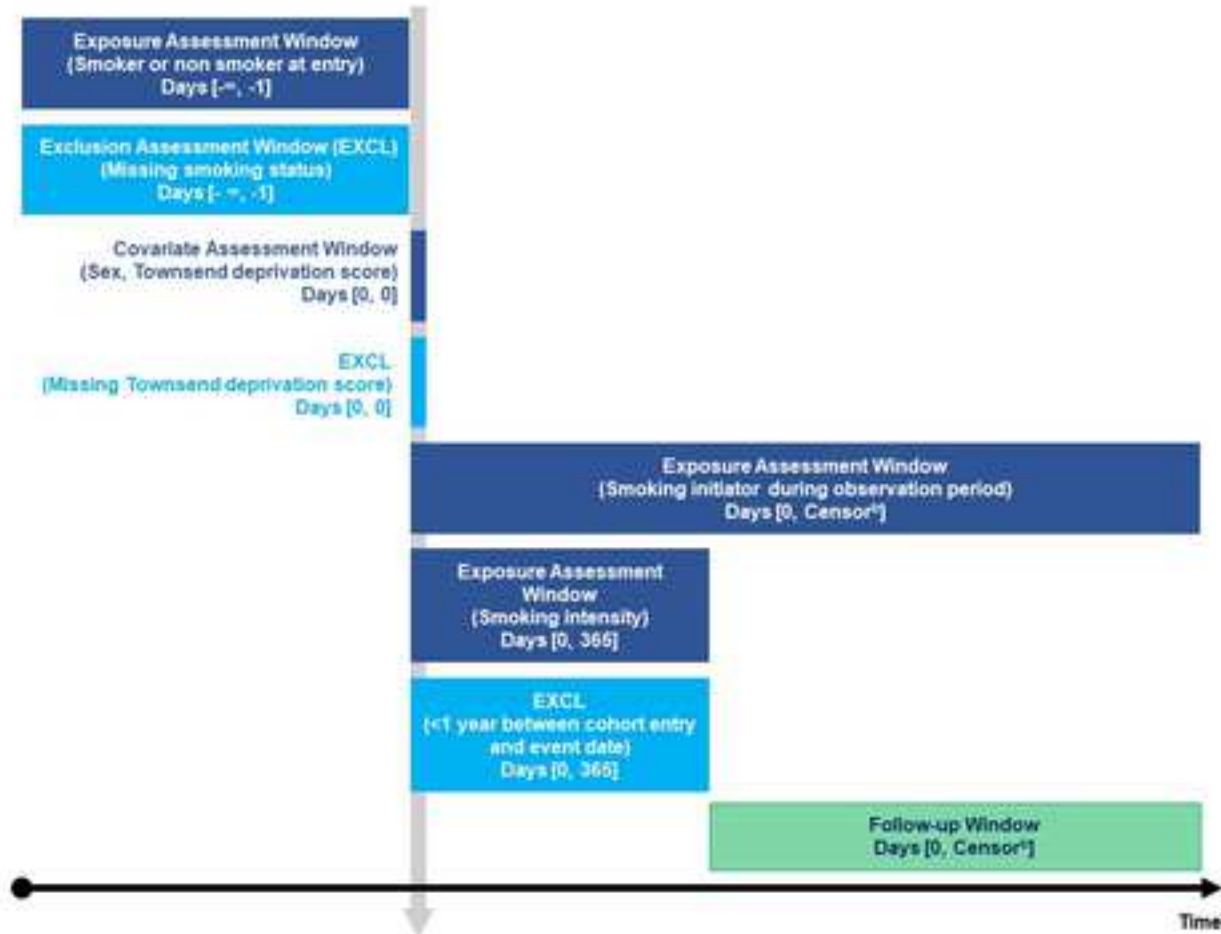 Exposure Assessment Window
(Smoker or non smoker at entry)
Days [-∞, -1]
Exclusion Assessment Window (EXCL)
(Missing smoking status)
Days [- ∞, -1]
Covariate Assessment Window
(Sex, Townsend deprivation score)
Days [0, 0]
EXCL
(Missing Townsend deprivation score)
Days [0, 0]
Exposure Assessment Window
(Smoking initiator during observation period)
Days [0, Censor]
Exposure Assessment
Window
(Smoking intensity)
Days [0, 365]
EXCL
(<1 year between cohort entry
and event date)
Days [0, 365]
Follow-up Window
Days [0, Censor]
Time